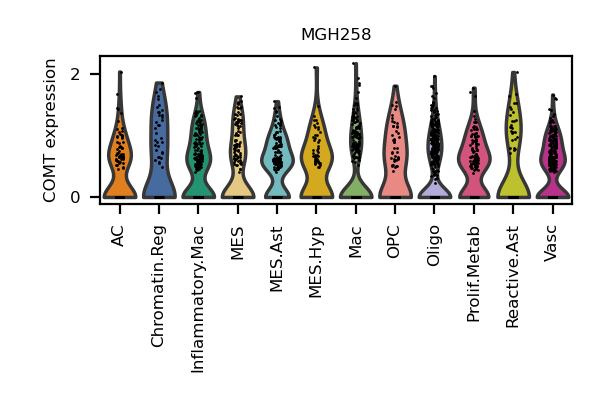 MGH258
COMT expression
2
0
AC
Chromatin.Reg
Inflammatory.Mac
MES
MES.Ast
MES.Hyp
Mac
OPC
Oligo
Prolif.Metab
Reactive.Ast
Vasc